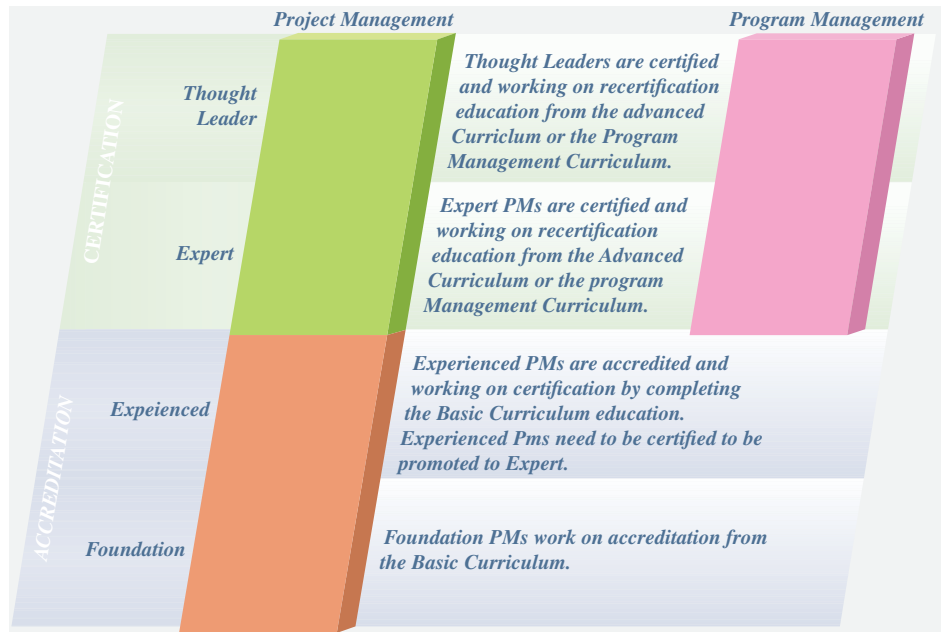 Project Management
Program Management
CERTIFICATION
Thought
Leader
Thought Leaders are certified
and working on recertification
education from the advanced
Curriclum or the Program
Management Curriculum.
Expert
Expert PMs are certified and
working on recertification
education from the Advanced
Curriculum or the program
Management Curriculum.
ACCREDITATION
Expeienced
Experienced PMs are accredited and
working on certification by completing
the Basic Curriculum education.
Experienced Pms need to be certified to be
promoted to Expert.
Foundation
Foundation PMs work on accreditation from
the Basic Curriculum.